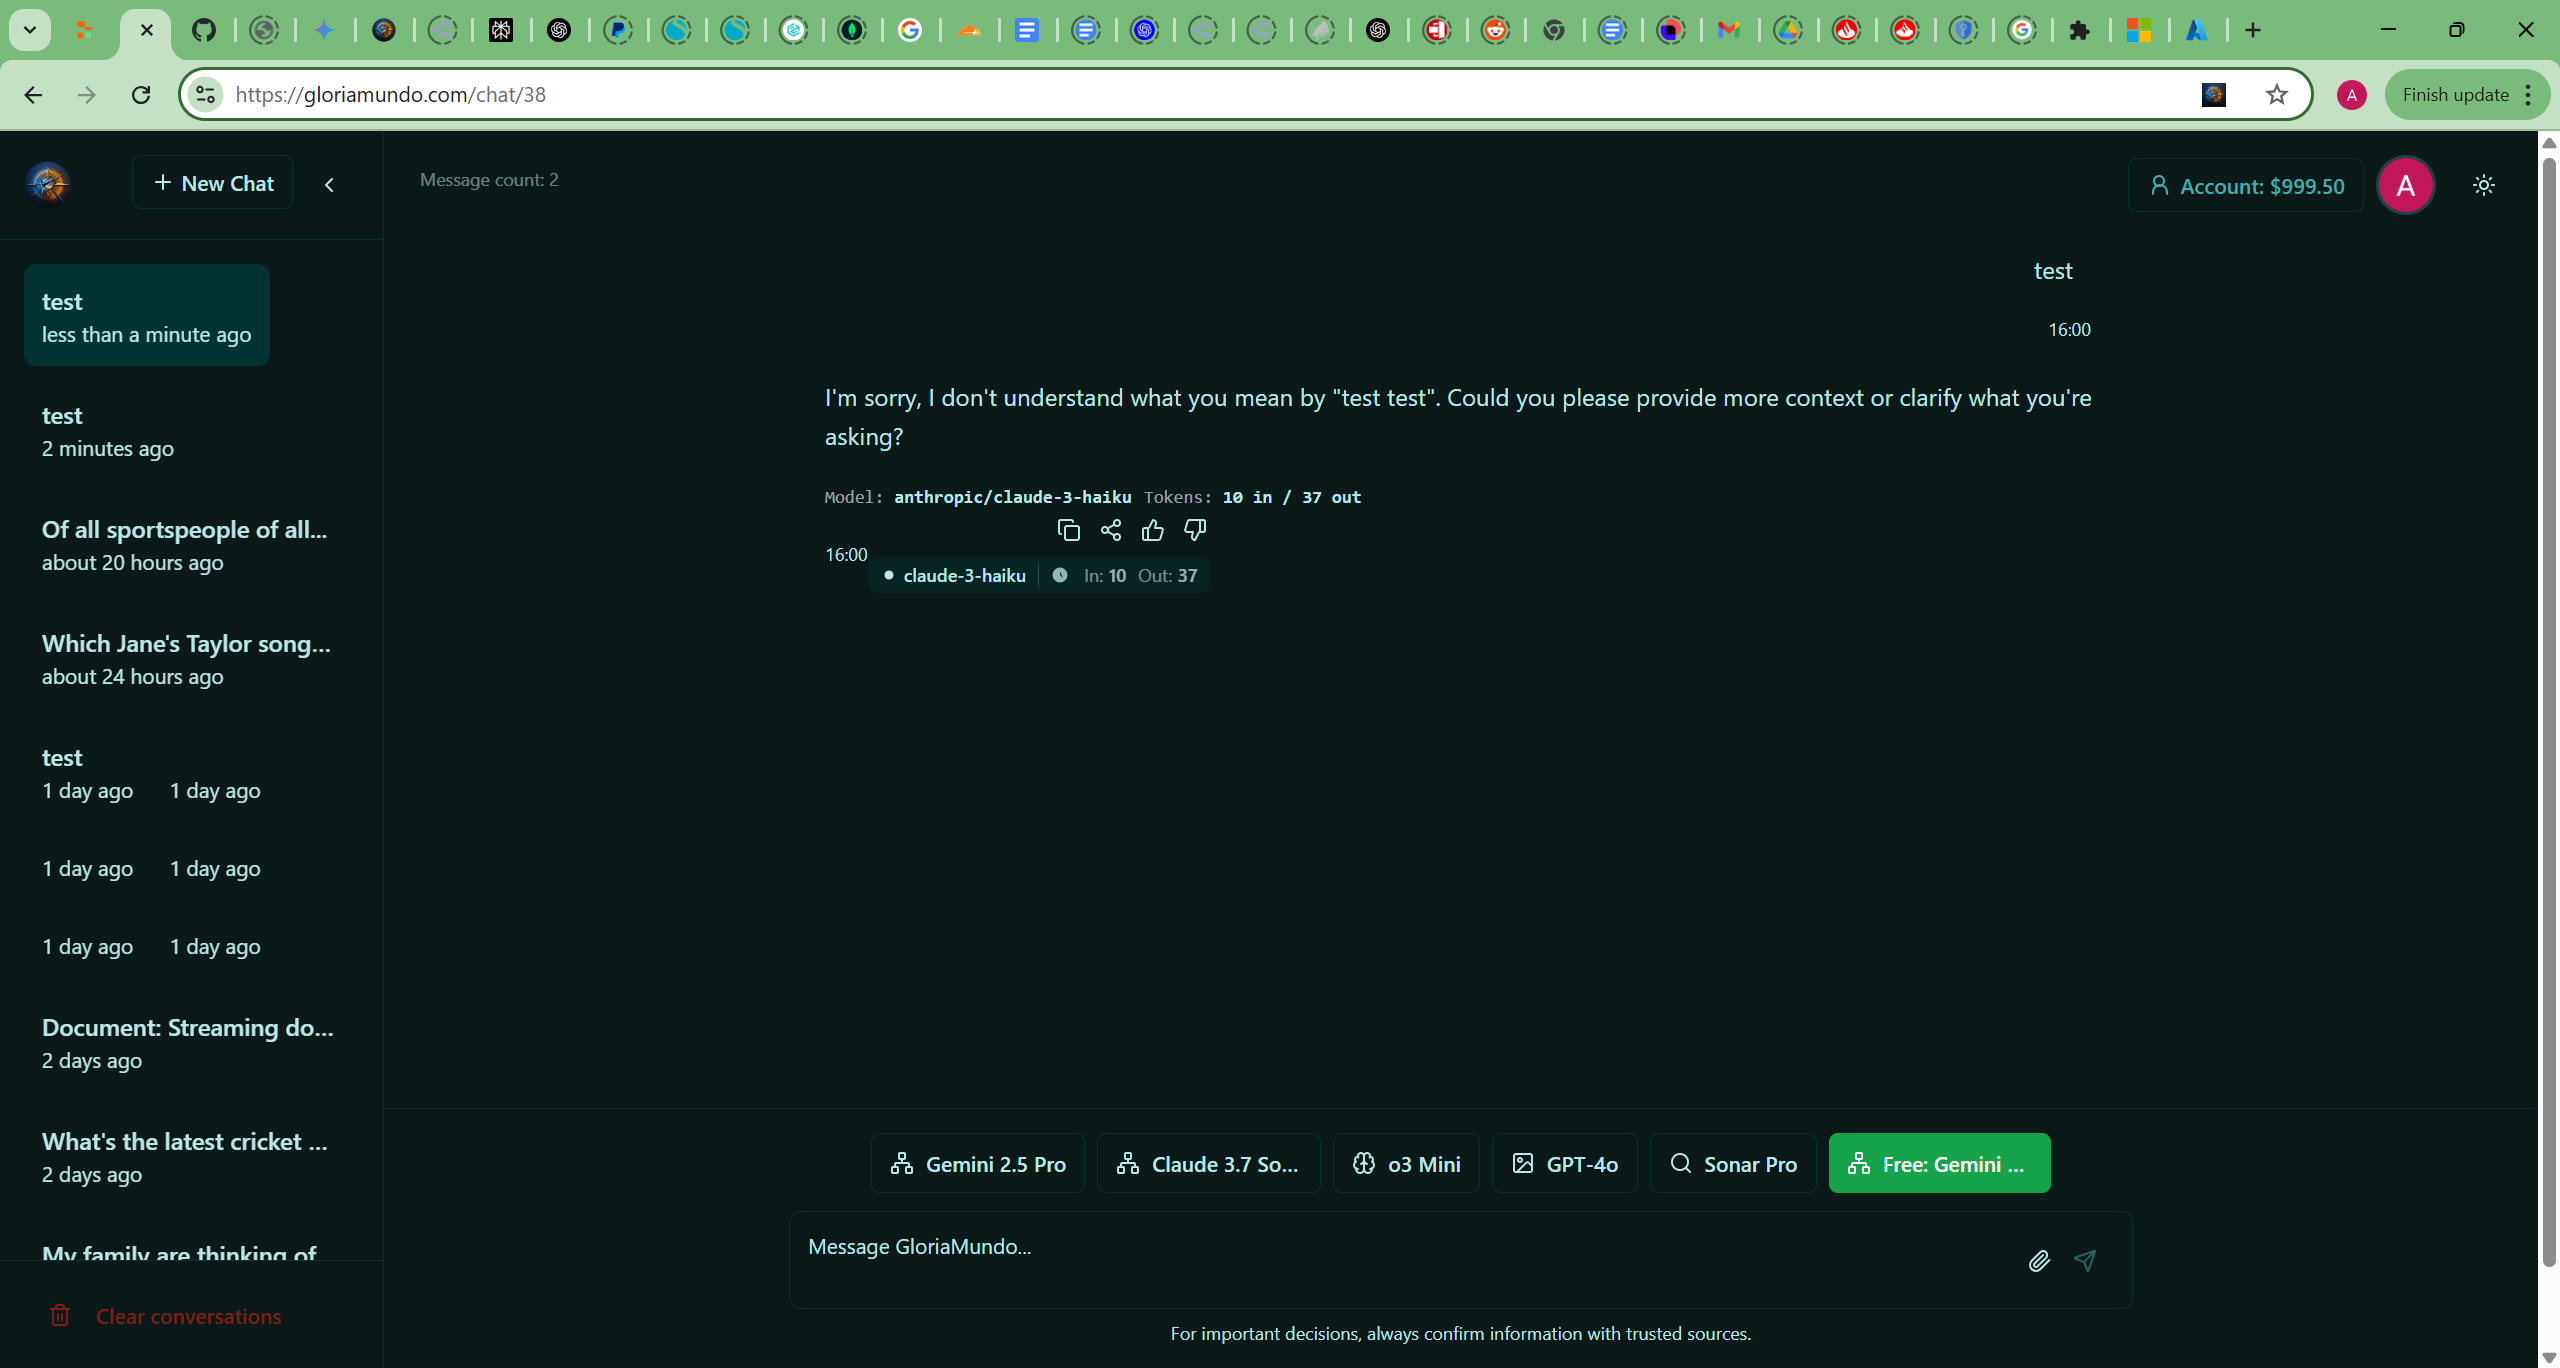 https://gloriamundo.com/chat/38
A
Finish update
New Chat
Message count: 2
Account: $999.50
A
test
less than a minute ago
test
2 minutes ago
Of all sportspeople of all...
about 20 hours ago
Which Jane's Taylor song...
about 24 hours ago
test
1 day ago 1 day ago
1 day ago 1 day ago
1 day ago 1 day ago
Document: Streaming do...
2 days ago
What's the latest cricket ...
2 days ago
My family are thinking of
Clear conversations
test
16:00
I'm sorry, I don't understand what you mean by "test test". Could you please provide more context or clarify what you're
asking?
Model: anthropic/claude-3-haiku Tokens: 10 in / 37 out
16:00
claude-3-haiku In: 10 Out: 37
Gemini 2.5 Pro
Claude 3.7 So...
o3 Mini
GPT-4o
Sonar Pro
Free: Gemini ...
Message GloriaMundo...
For important decisions, always confirm information with trusted sources.